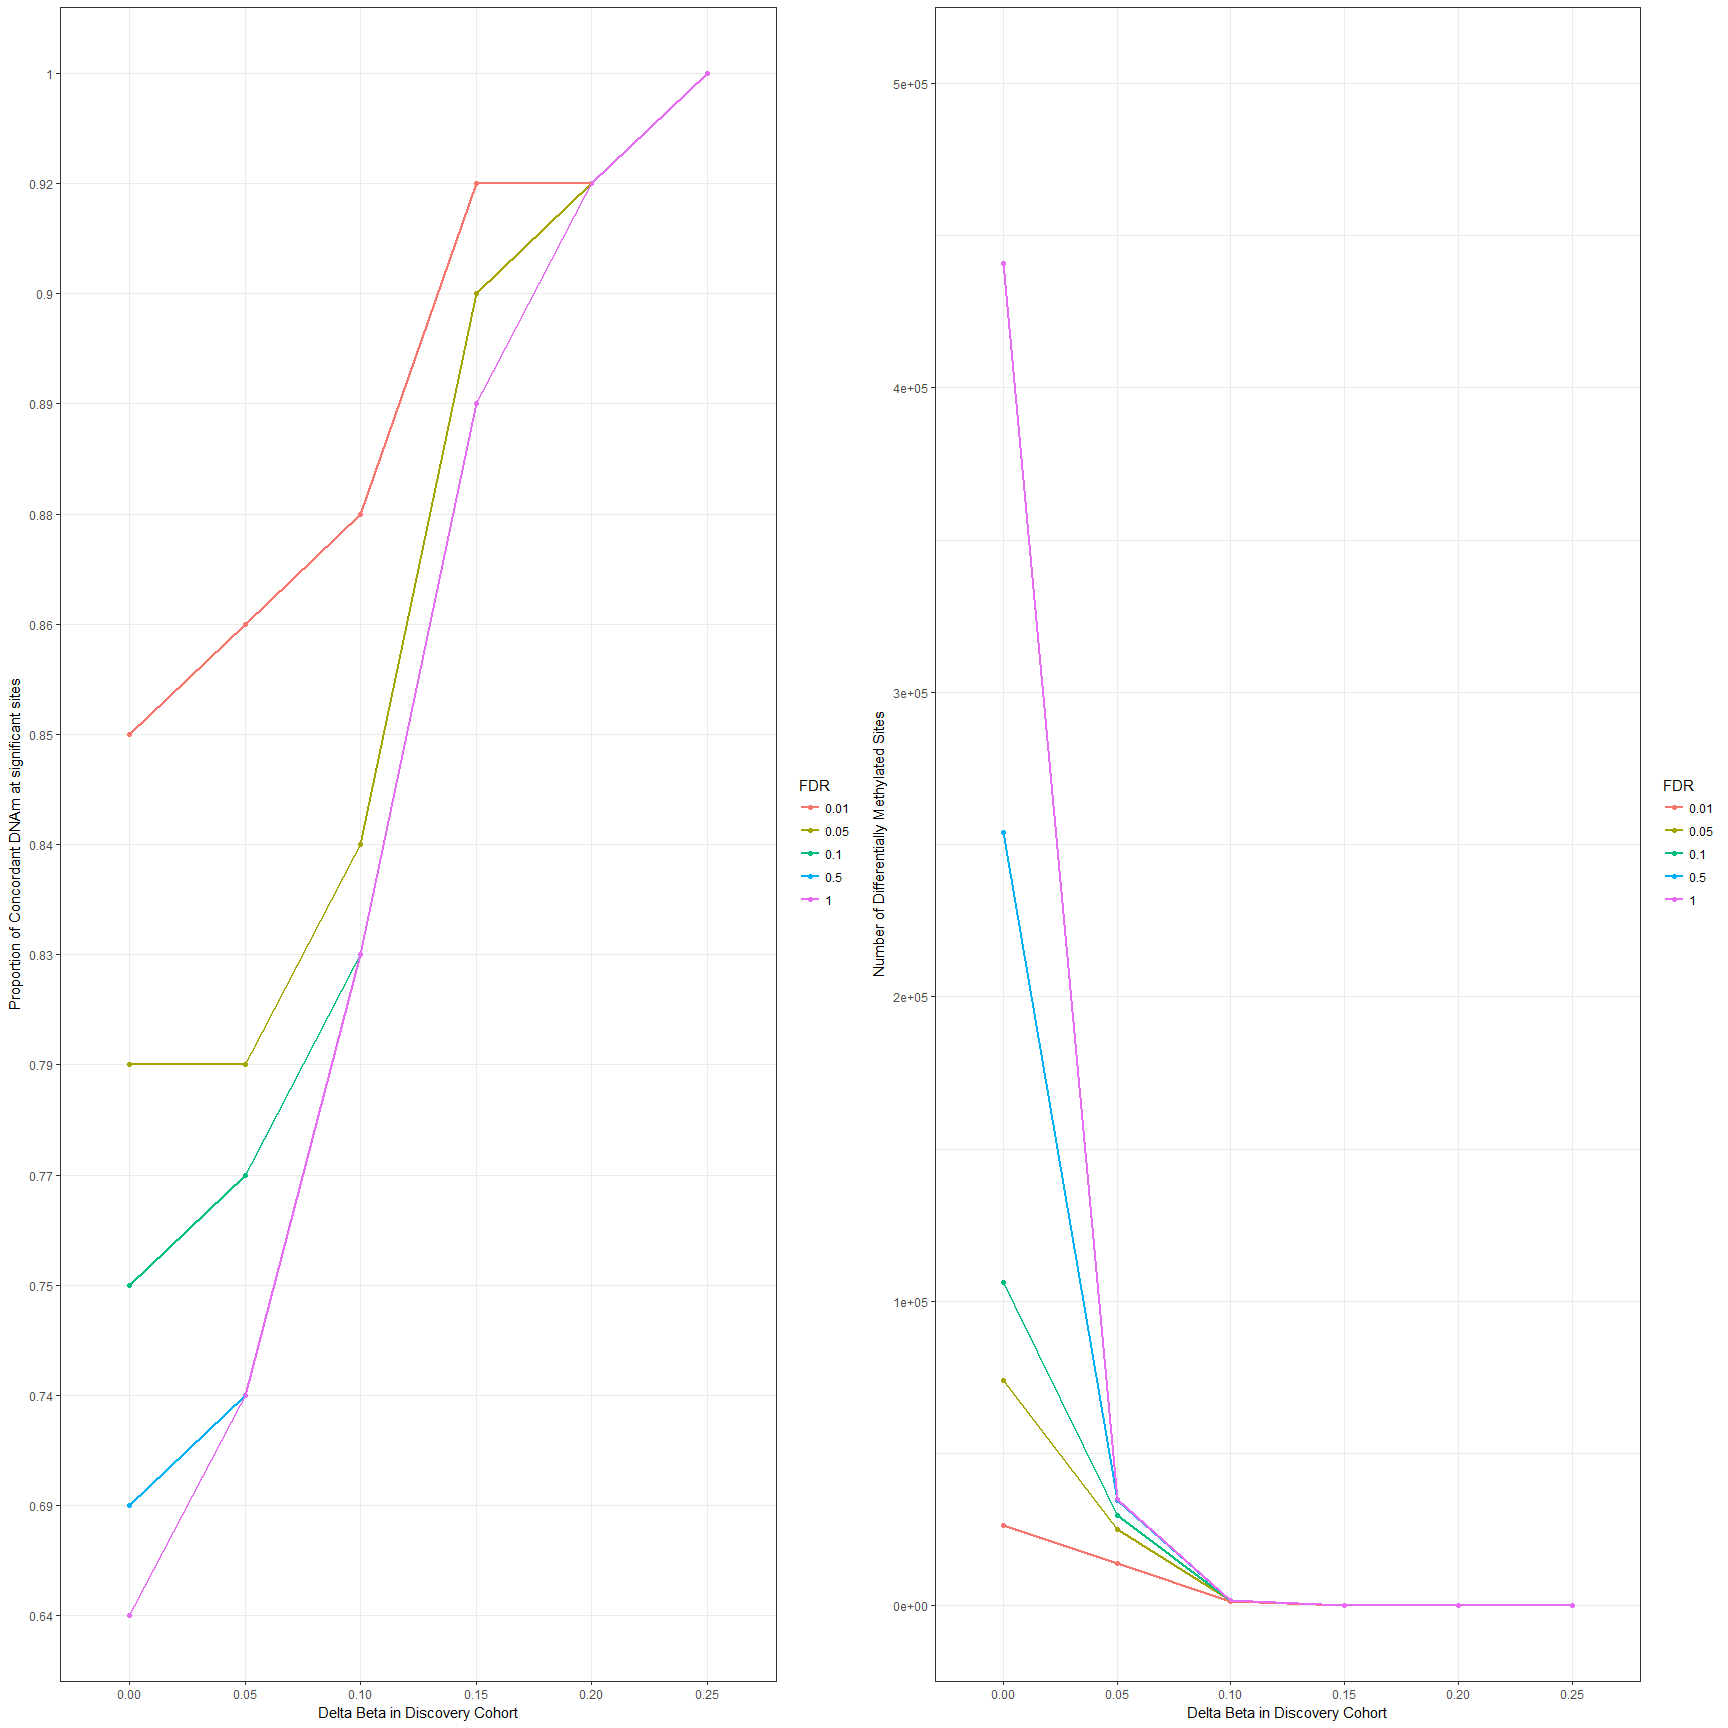 Proportion of Concordant DNAm at significant sites
1
0.92
0.9
0.89
0.88
0.86
0.85
0.84
0.83
0.79
0.77
0.75
0.74
0.69
0.64
0.00 0.05 0.10 0.15 0.20 0.25
Delta Beta in Discovery Cohort
FDR
0.01
0.05
0.1
0.5
1
Number of Differentially Methylated Sites
5e+05
4e+05
3e+05
2e+05
1e+05
0e+00
0.00 0.05 0.10 0.15 0.20 0.25
Delta Beta in Discovery Cohort
FDR
0.01
0.05
0.1
0.5
1